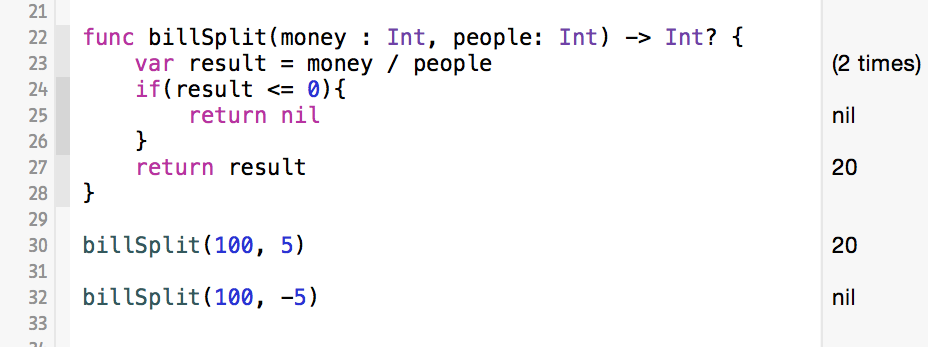 21
22 func billSplit(money : Int, people: Int) -> Int? {
23 var result = money / people (2 times)
24 if(result <= 0){
25 return nil nil
26 }
27 return result 20
28 }
29
30 billSplit(100, 5) 20
31
32 billSplit(100, -5) nil
33